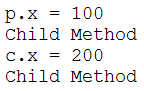 p.x = 100
Child Method
c.x = 200
Child Method